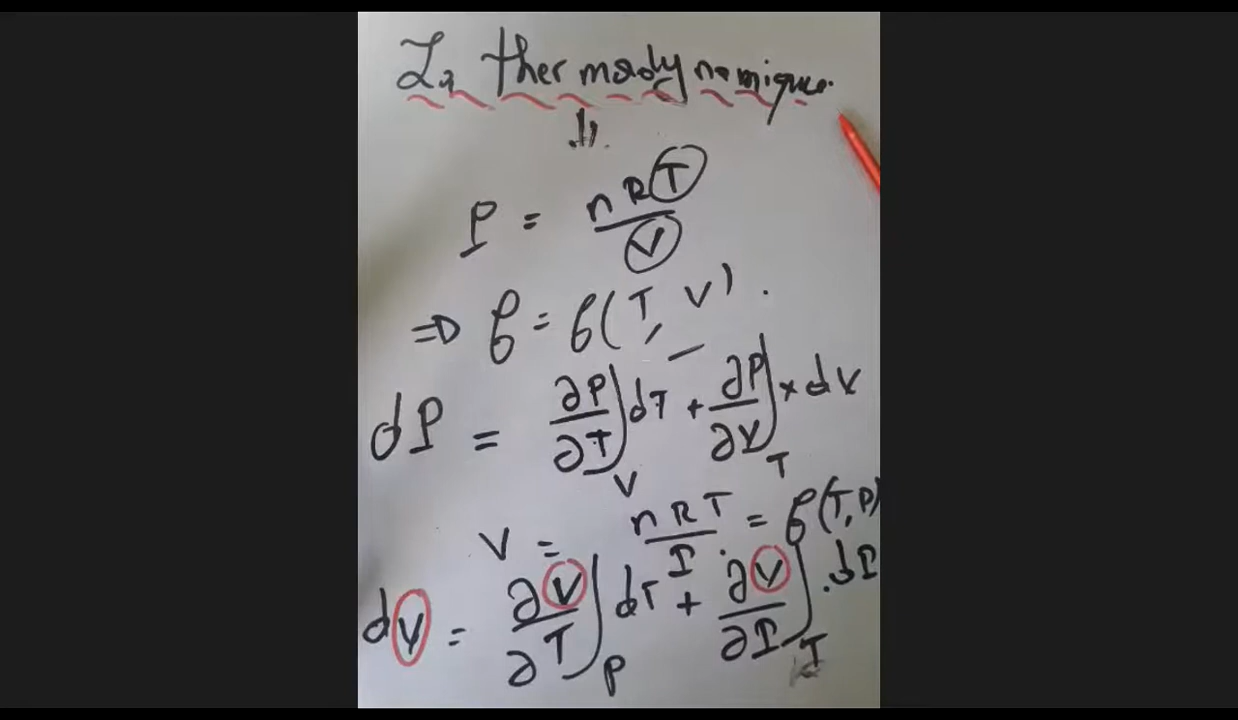 La thermodynamique
P = nRT / V
⇒ f = f(T, V).
dP = ∂P/∂T)V dT + ∂P/∂V)T × dV
V = nRT / P = f(T, P)
dV = ∂V/∂T)P dT + ∂V/∂P)T . dP